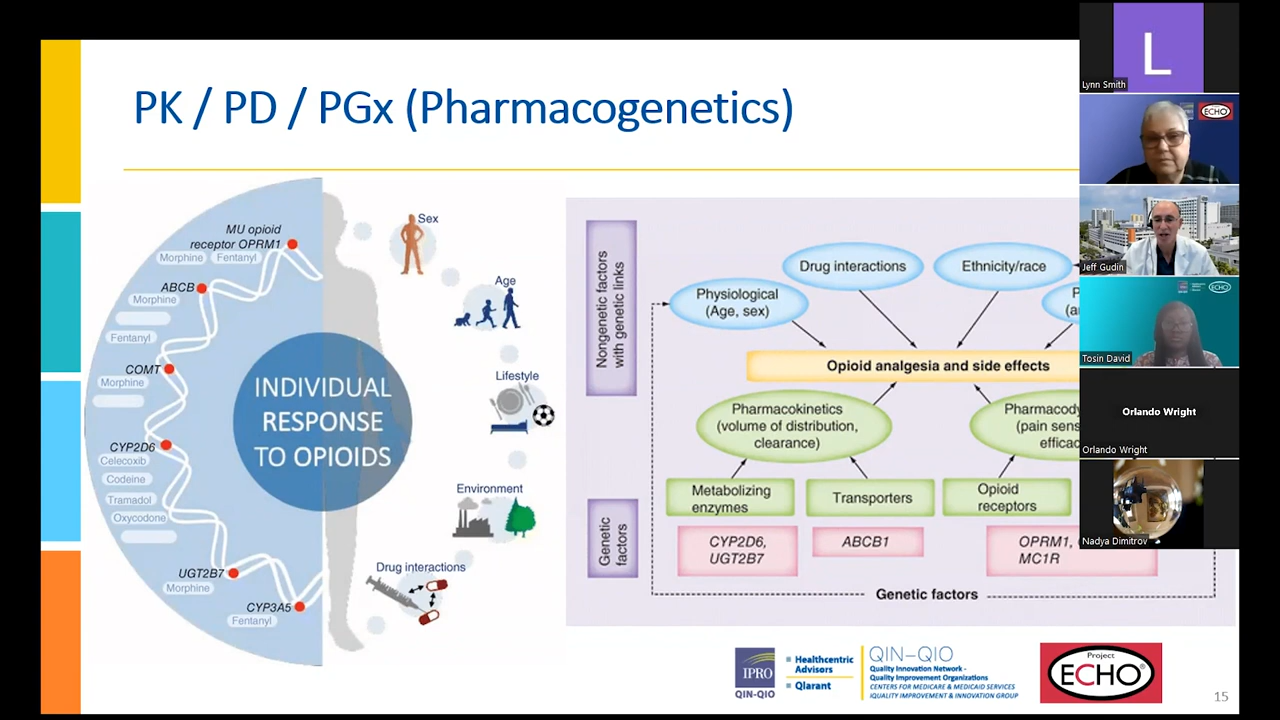 PK / PD / PGx (Pharmacogenetics)
MU opioid
receptor OPRM1
Morphine Fentanyl
ABCB
Morphine
Fentanyl
COMT
Morphine
CYP2D6
Celecoxib
Codeine
Tramadol
Oxycodone
UGT2B7
Morphine
CYP3A5
Fentanyl
INDIVIDUAL
RESPONSE
TO OPIOIDS
Sex
Age
Lifestyle
Environment
Drug interactions
Nongenetic factors
with genetic links
Physiological
(Age, sex)
Drug interactions
Ethnicity/race
Opioid analgesia and side effects
Pharmacokinetics
(volume of distribution,
clearance)
(pain
Metabolizing
enzymes
Transporters
Opioid
receptors
Genetic
factors
CYP2D6,
UGT2B7
ABCB1
OPRM1,
MC1R
Genetic factors
IPRO
QIN-QIO
Healthcentric
Advisors
Qlarant
QIN–QIO
Quality Innovation Network -
Quality Improvement Organizations
CENTERS FOR MEDICARE & MEDICAID SERVICES
iQUALITY IMPROVEMENT & INNOVATION GROUP
Project
ECHO®
15
L
Lynn Smith
ECHO
Jeff Gudin
ECHO
Tosin David
Orlando Wright
Orlando Wright
Nadya Dimitrov